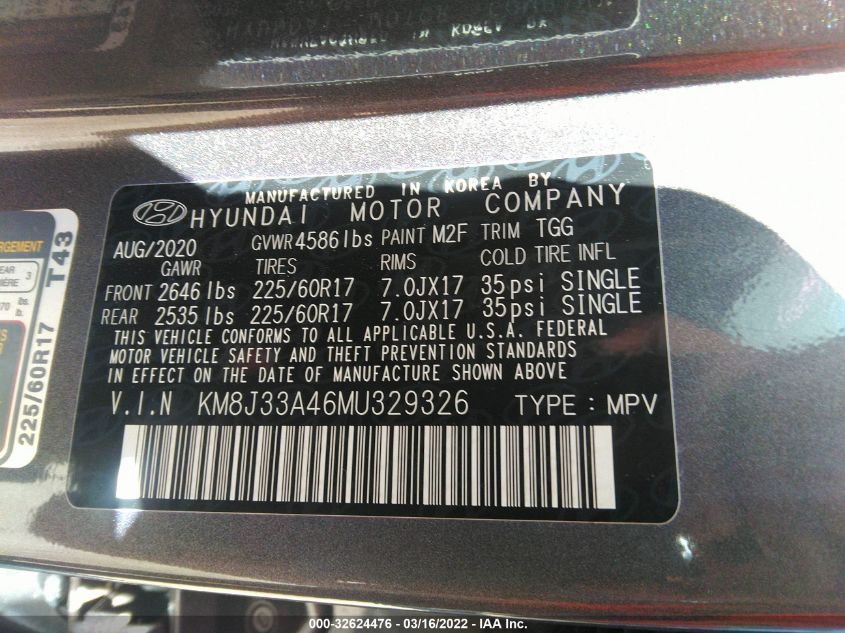 MANUFACTURED IN KOREA BY
HYUNDAI MOTOR COMPANY
AUG/2020 GVWR 4586 lbs PAINT M2F TRIM TGG
GAWR TIRES RIMS COLD TIRE INFL
FRONT 2646 lbs 225/60R17 7.0JX17 35psi SINGLE
REAR 2535 lbs 225/60R17 7.0JX17 35psi SINGLE
THIS VEHICLE CONFORMS TO ALL APPLICABLE U.S.A. FEDERAL
MOTOR VEHICLE SAFETY AND THEFT PREVENTION STANDARDS
IN EFFECT ON THE DATE OF MANUFACTURE SHOWN ABOVE
V.I.N KM8J33A46MU329326 TYPE : MPV
225/60R17 T43
3
000-32624476 - 03/16/2022 - IAA Inc.